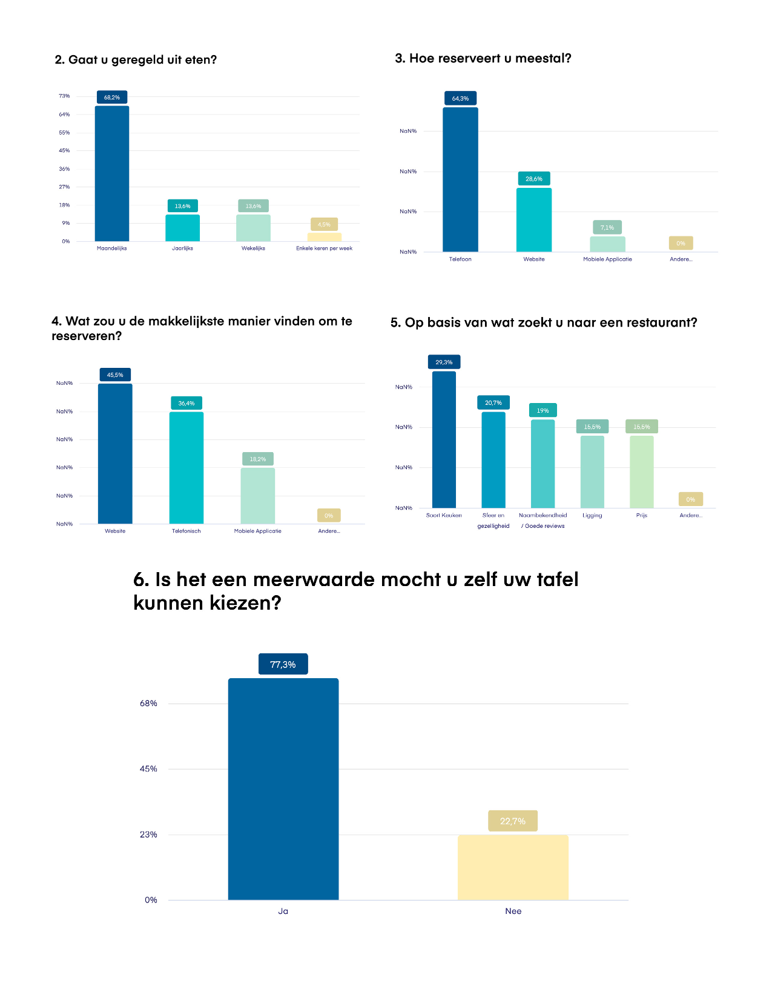 2. Gaat u geregeld uit eten?
73%
64%
55%
45%
36%
27%
18%
9%
0%
68,2%
13,6%
13,6%
4,5%
Maandelijks
Jaarlijks
Wekelijks
Enkele keren per week
3. Hoe reserveert u meestal?
NaN%
NaN%
NaN%
NaN%
64,3%
28,6%
7,1%
0%
Telefoon
Website
Mobiele Applicatie
Andere...
4. Wat zou u de makkelijkste manier vinden om te
reserveren?
NaN%
NaN%
NaN%
NaN%
NaN%
NaN%
45,5%
36,4%
18,2%
0%
Website
Telefonisch
Mobiele Applicatie
Andere...
5. Op basis van wat zoekt u naar een restaurant?
NaN%
NaN%
NaN%
NaN%
29,3%
20,7%
19%
15,5%
15,5%
0%
Soort Keuken
Sfeer en
gezelligheid
Naambekendheid
/ Goede reviews
Ligging
Prijs
Andere...
6. Is het een meerwaarde mocht u zelf uw tafel
kunnen kiezen?
68%
45%
23%
0%
77,3%
22,7%
Ja
Nee